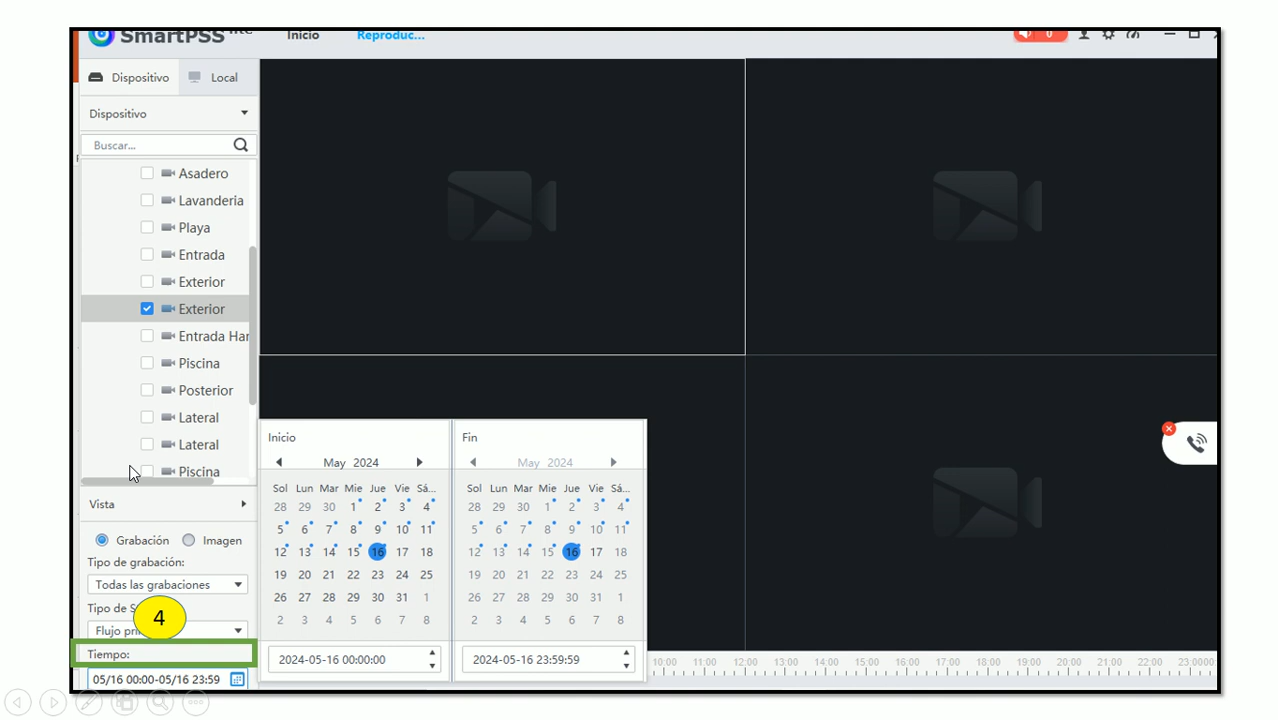 SmartPSS lite Inicio Reproduc... 0
Dispositivo Local
Dispositivo
Buscar...
Asadero
Lavanderia
Playa
Entrada
Exterior
Exterior
Entrada Har
Piscina
Posterior
Lateral
Lateral
Piscina
Vista
Grabación Imagen
Tipo de grabación:
Todas las grabaciones
Tipo de S
4
Flujo pri
Tiempo:
05/16 00:00-05/16 23:59
Inicio
May 2024
Sol Lun Mar Mie Jue Vie Sá...
28 29 30 1 2 3 4
5 6 7 8 9 10 11
12 13 14 15 16 17 18
19 20 21 22 23 24 25
26 27 28 29 30 31 1
2 3 4 5 6 7 8
2024-05-16 00:00:00
Fin
May 2024
Sol Lun Mar Mie Jue Vie Sá...
28 29 30 1 2 3 4
5 6 7 8 9 10 11
12 13 14 15 16 17 18
19 20 21 22 23 24 25
26 27 28 29 30 31 1
2 3 4 5 6 7 8
2024-05-16 23:59:59
10:00 11:00 12:00 13:00 14:00 15:00 16:00 17:00 18:00 19:00 20:00 21:00 22:00 23:00